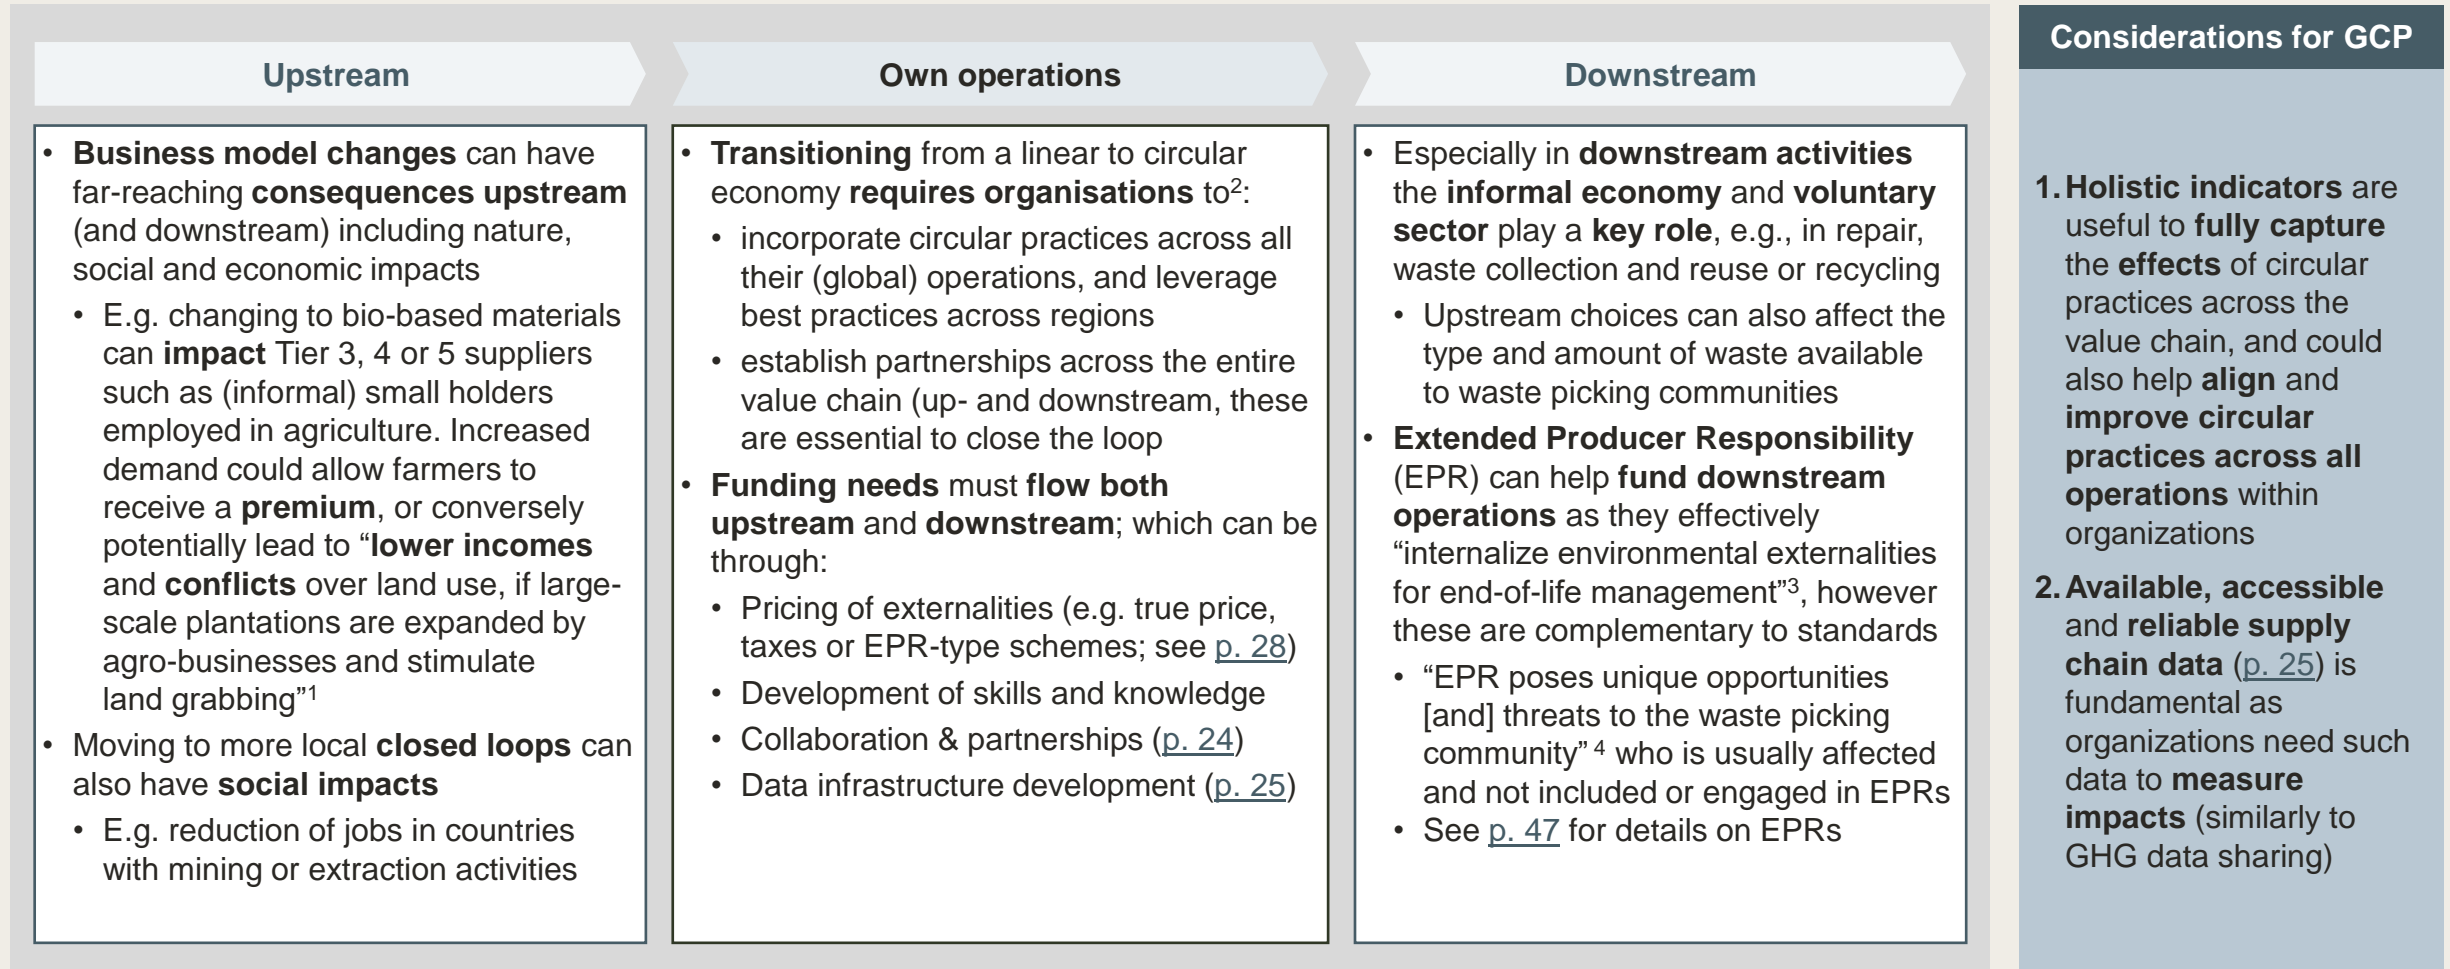 Upstream
• Business model changes can have
far-reaching consequences upstream
(and downstream) including nature,
social and economic impacts
• E.g. changing to bio-based materials
can impact Tier 3, 4 or 5 suppliers
such as (informal) small holders
employed in agriculture. Increased
demand could allow farmers to
receive a premium, or conversely
potentially lead to “lower incomes
and conflicts over land use, if large-
scale plantations are expanded by
agro-businesses and stimulate
land grabbing”¹
• Moving to more local closed loops can
also have social impacts
• E.g. reduction of jobs in countries
with mining or extraction activities
Own operations
• Transitioning from a linear to circular
economy requires organisations to²:
• incorporate circular practices across all
their (global) operations, and leverage
best practices across regions
• establish partnerships across the entire
value chain (up- and downstream, these
are essential to close the loop
• Funding needs must flow both
upstream and downstream; which can be
through:
• Pricing of externalities (e.g. true price,
taxes or EPR-type schemes; see p. 28)
• Development of skills and knowledge
• Collaboration & partnerships (p. 24)
• Data infrastructure development (p. 25)
Downstream
• Especially in downstream activities
the informal economy and voluntary
sector play a key role, e.g., in repair,
waste collection and reuse or recycling
• Upstream choices can also affect the
type and amount of waste available
to waste picking communities
• Extended Producer Responsibility
(EPR) can help fund downstream
operations as they effectively
“internalize environmental externalities
for end-of-life management”³, however
these are complementary to standards
• “EPR poses unique opportunities
[and] threats to the waste picking
community” ⁴ who is usually affected
and not included or engaged in EPRs
• See p. 47 for details on EPRs
Considerations for GCP
1. Holistic indicators are
useful to fully capture
the effects of circular
practices across the
value chain, and could
also help align and
improve circular
practices across all
operations within
organizations
2. Available, accessible
and reliable supply
chain data (p. 25) is
fundamental as
organizations need such
data to measure
impacts (similarly to
GHG data sharing)